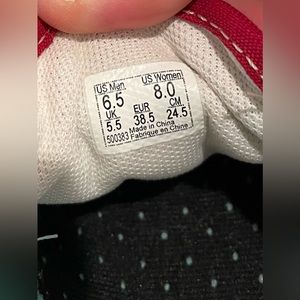 US Man US Women
6.5 8.0
UK EUR CM
5.5 38.5 24.5
500383 Made in China
Fabrique en Chine